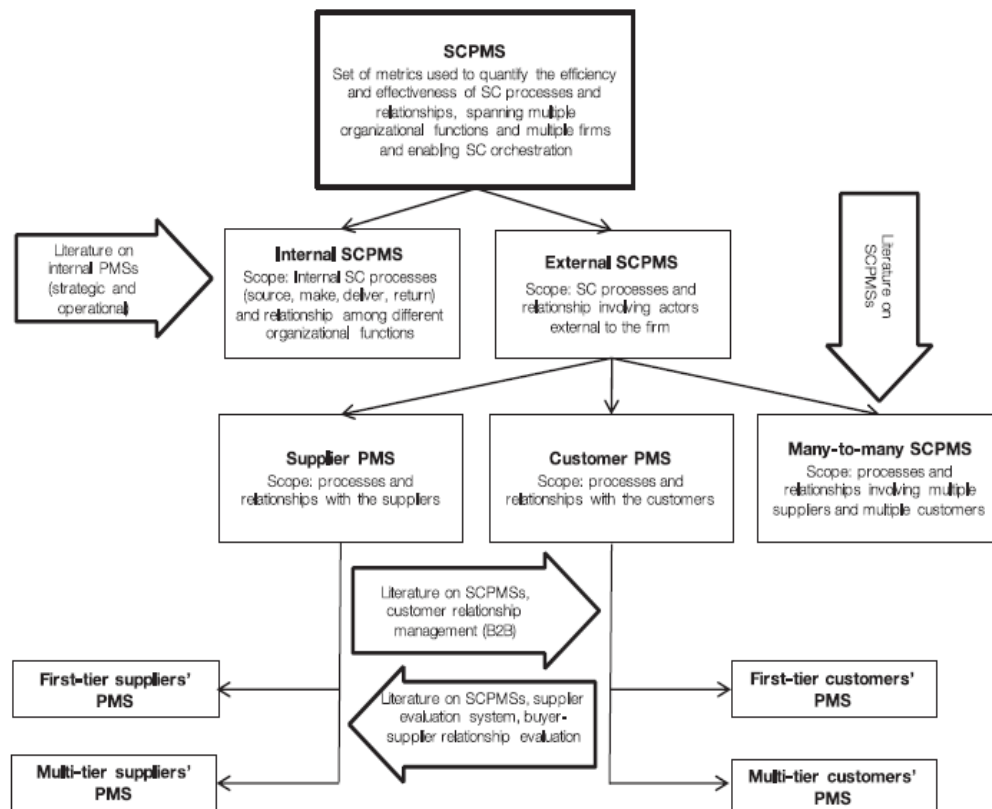 SCPMS
Set of metrics used to quantify the efficiency
and effectiveness of SC processes and
relationships, spanning multiple
organizational functions and multiple firms
and enabling SC orchestration
Literature on
internal PMSs
(strategic and
operational)
Internal SCPMS
Scope: Internal SC processes
(source, make, deliver, return)
and relationship among different
organizational functions
External SCPMS
Scope: SC processes and
relationship involving actors
external to the firm
Literature on
SCPMSs
Supplier PMS
Scope: processes and
relationships with the suppliers
Customer PMS
Scope: processes and
relationships with the customers
Many-to-many SCPMS
Scope: processes and
relationships involving multiple
suppliers and multiple customers
Literature on SCPMSs,
customer relationship
management (B2B)
First-tier suppliers’
PMS
Literature on SCPMSs, supplier
evaluation system, buyer-
supplier relationship evaluation
First-tier customers’
PMS
Multi-tier suppliers’
PMS
Multi-tier customers’
PMS